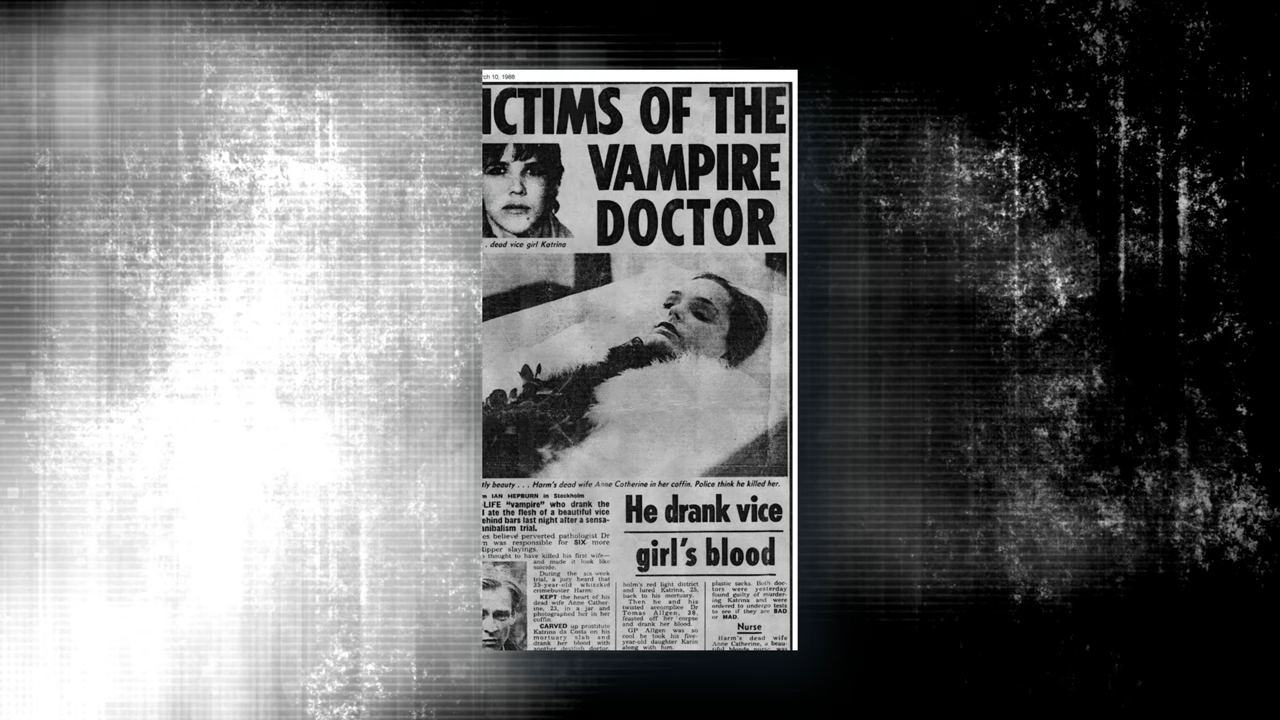 ch 10, 1988
ICTIMS OF THE
VAMPIRE
DOCTOR
. dead vice girl Katrina
tly beauty . . . Harm's dead wife Anne Catherine in her coffin. Police think he killed her.
m IAN HEPBURN in Stockholm
-LIFE "vampire" who drank the
ate the flesh of a beautiful vice
ehind bars last night after a sensa-
nnibalism trial.
es believe perverted pathologist Dr
m was responsible for SIX more
lipper slayings.
thought to have killed his first wife—
and made it look like
suicide.
During the six-week
trial, a jury heard that
35-year-old whizzkid
crimebuster Harm:
KEPT the heart of his
dead wife Anne Cather-
ine, 23, in a jar and
photographed her in her
coffin.
CARVED up prostitute
Katrina da Costa on his
mortuary slab and
drank her blood with
another devilish doctor.
He drank vice
girl's blood
holm's red light district
and lured Katrina, 25,
back to his mortuary.
Then he and his
twisted accomplice Dr
Tomas Allgen, 38,
feasted off her corpse
and drank her blood.
GP Allgen was so
cool he took his five-
year-old daughter Karin
along with him.
plastic sacks. Both doc-
tors were yesterday
found guilty of murder-
ing Katrina and were
ordered to undergo tests
to see if they are BAD
or MAD.
Nurse
Harm's dead wife
Anne Catherine, a beau-
tiful blonde nurse was